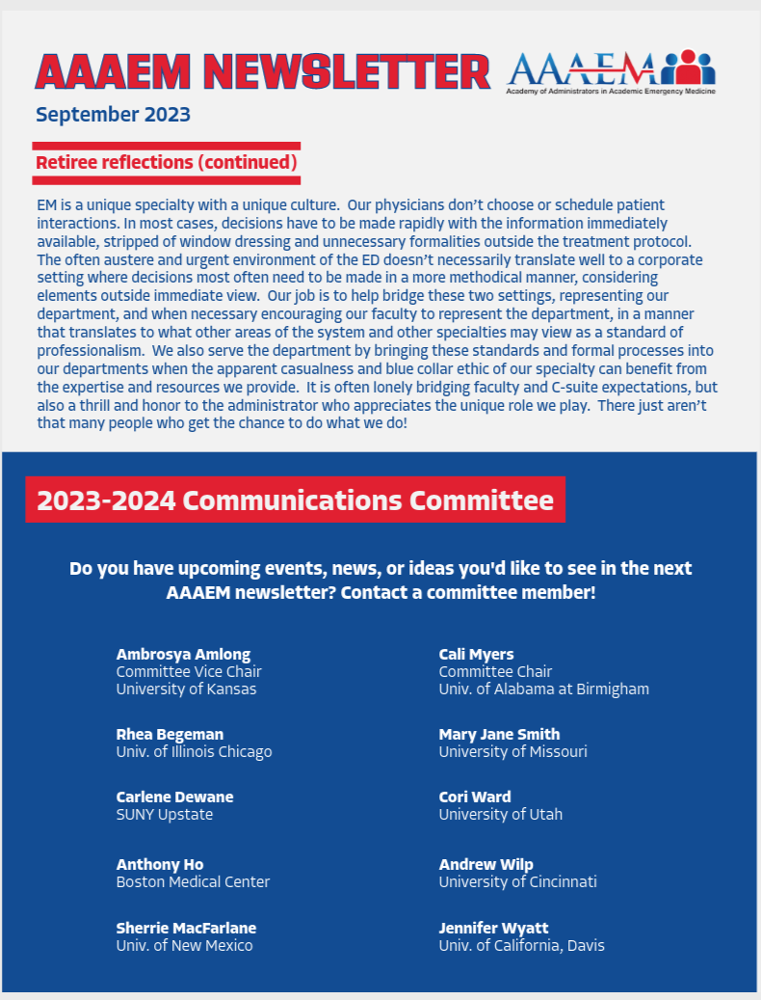 AAAEM NEWSLETTER
AAAEM
Academy of Administrators in Academic Emergency Medicine
September 2023
Retiree reflections (continued)
EM is a unique specialty with a unique culture.  Our physicians don’t choose or schedule patient
interactions. In most cases, decisions have to be made rapidly with the information immediately
available, stripped of window dressing and unnecessary formalities outside the treatment protocol.
The often austere and urgent environment of the ED doesn’t necessarily translate well to a corporate
setting where decisions most often need to be made in a more methodical manner, considering
elements outside immediate view.  Our job is to help bridge these two settings, representing our
department, and when necessary encouraging our faculty to represent the department, in a manner
that translates to what other areas of the system and other specialties may view as a standard of
professionalism.  We also serve the department by bringing these standards and formal processes into
our departments when the apparent casualness and blue collar ethic of our specialty can benefit from
the expertise and resources we provide.  It is often lonely bridging faculty and C-suite expectations, but
also a thrill and honor to the administrator who appreciates the unique role we play.  There just aren’t
that many people who get the chance to do what we do!
2023-2024 Communications Committee
Do you have upcoming events, news, or ideas you'd like to see in the next
AAAEM newsletter? Contact a committee member!
Ambrosya Amlong
Committee Vice Chair
University of Kansas
Cali Myers
Committee Chair
Univ. of Alabama at Birmigham
Rhea Begeman
Univ. of Illinois Chicago
Mary Jane Smith
University of Missouri
Carlene Dewane
SUNY Upstate
Cori Ward
University of Utah
Anthony Ho
Boston Medical Center
Andrew Wilp
University of Cincinnati
Sherrie MacFarlane
Univ. of New Mexico
Jennifer Wyatt
Univ. of California, Davis